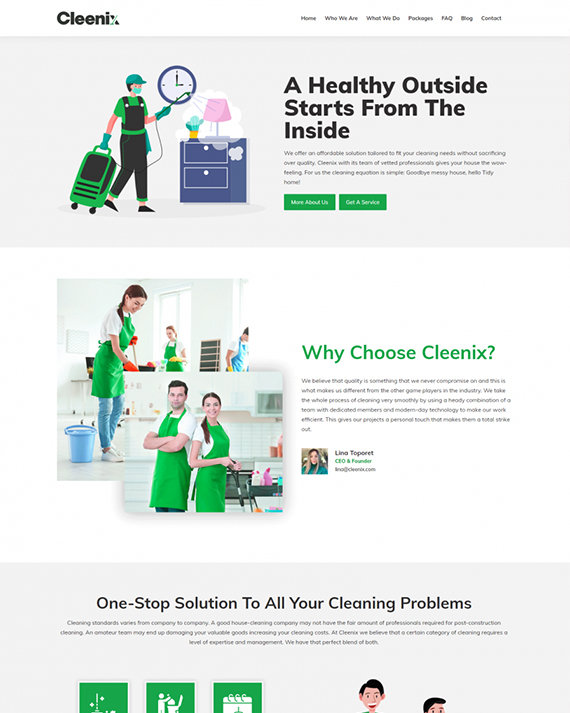 Cleenix
Home Who We Are What We Do Packages FAQ Blog Contact
A Healthy Outside
Starts From The
Inside
We offer an affordable solution tailored to fit your cleaning needs without sacrificing
over quality. Cleenix with its team of vetted professionals gives your house the wow-
feeling. For us the cleaning equation is simple: Goodbye messy house, hello Tidy
home!
More About Us Get A Service
Why Choose Cleenix?
We believe that quality is something that we never compromise on and this is
what makes us different from the other game players in the industry. We take
the whole process of cleaning very smoothly by using a heady combination of a
team with dedicated members and modern-day technology to make our work
efficient. This gives our projects a personal touch that makes them a total strike
out.
Lina Toporet
CEO & Founder
lina@cleenix.com
One-Stop Solution To All Your Cleaning Problems
Cleaning standards varies from company to company. A good house-cleaning company may not have the fair amount of professionals required for post-construction
cleaning. An amateur team may end up damaging your valuable goods increasing your cleaning costs. At Cleenix we believe that a certain category of cleaning requires a
level of expertise and management. We have that perfect blend of both.